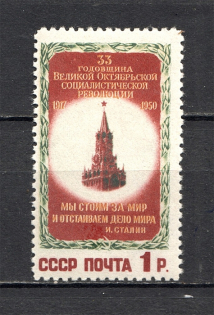 33
ГОДОВЩИНА
ВЕЛИКОЙ ОКТЯБРЬСКОЙ
СОЦИАЛИСТИЧЕСКОЙ
РЕВОЛЮЦИИ
1917 1950
МЫ СТОИМ ЗА МИР
И ОТСТАИВАЕМ ДЕЛО МИРА
И. СТАЛИН
СССР ПОЧТА 1 Р.